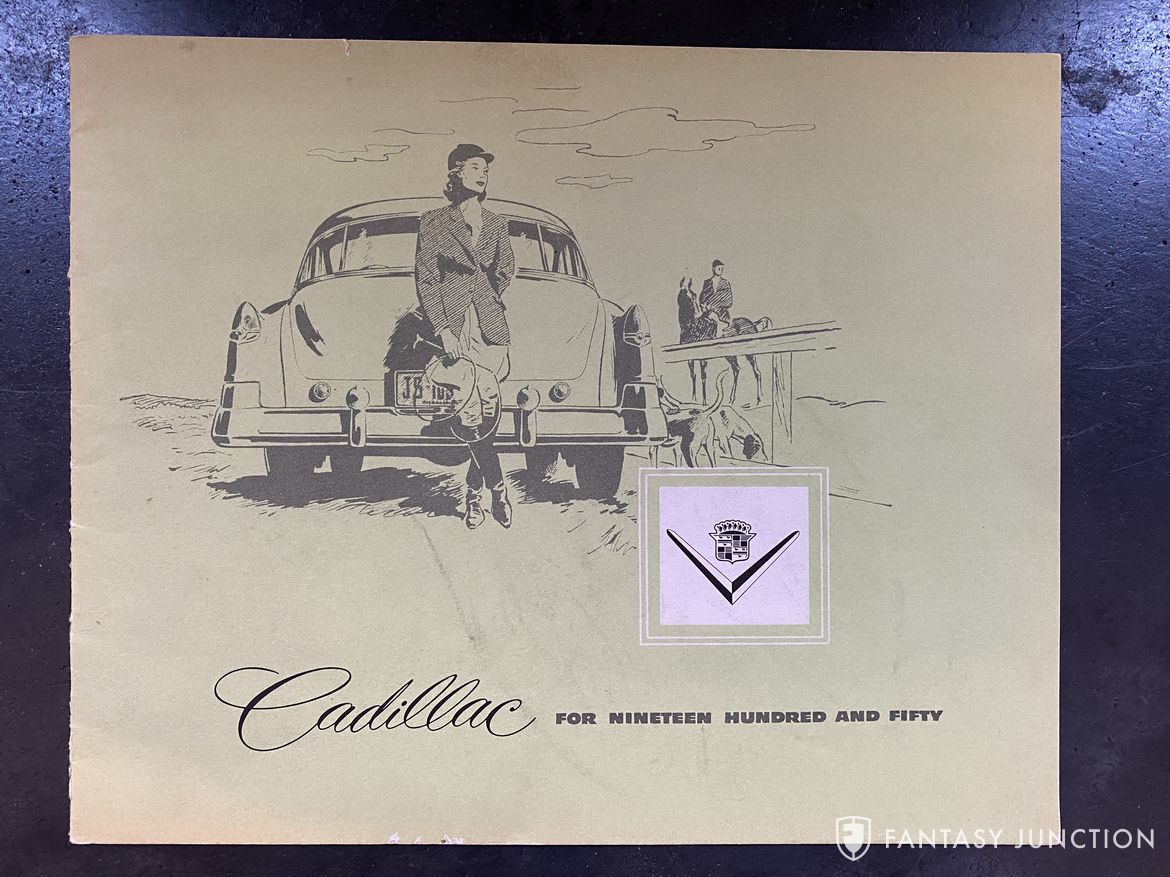 Cadillac FOR NINETEEN HUNDRED AND FIFTY
FANTASY JUNCTION